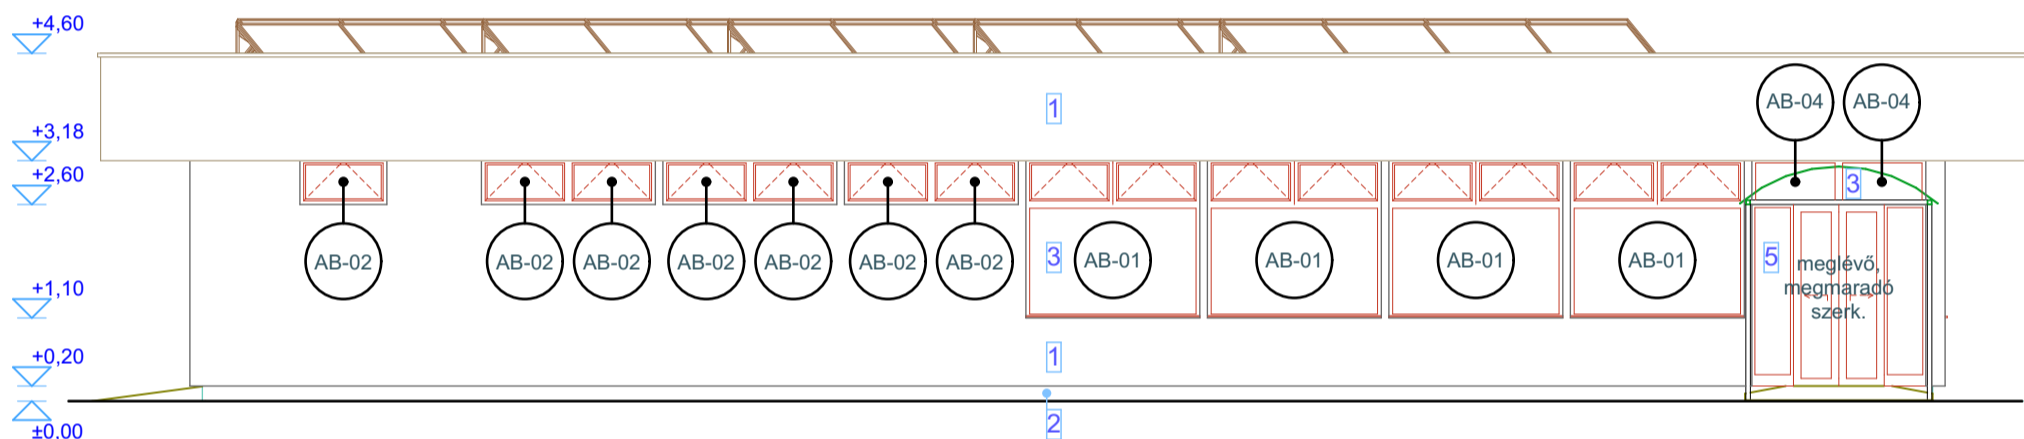 +4,60
1
AB-04 AB-04
+3,18
+2,60
3
AB-02 AB-02 AB-02 AB-02 AB-02 AB-02 AB-02 3 AB-01 AB-01 AB-01 AB-01 5
meglévő,
megmaradó
szerk.
+1,10
+0,20
1
2
±0.00